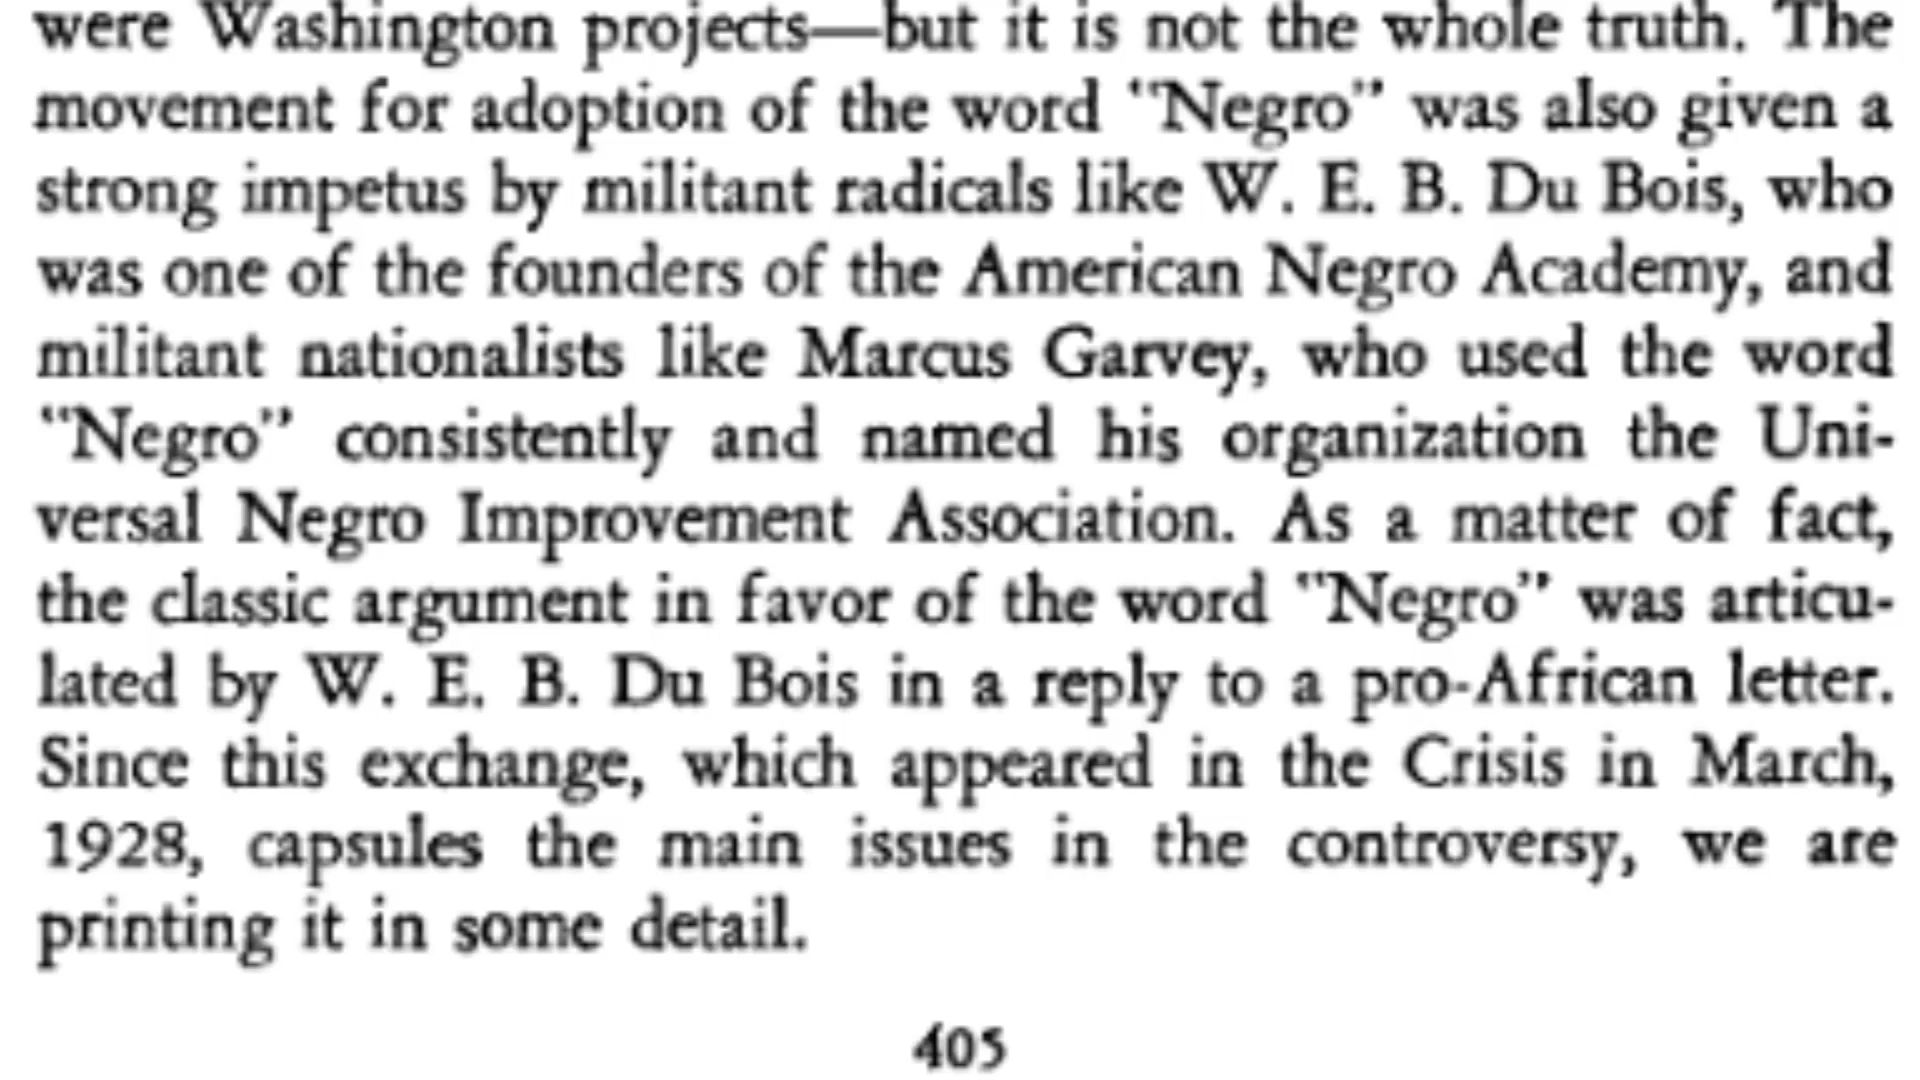 were Washington projects—but it is not the whole truth. The
movement for adoption of the word "Negro" was also given a
strong impetus by militant radicals like W. E. B. Du Bois, who
was one of the founders of the American Negro Academy, and
militant nationalists like Marcus Garvey, who used the word
"Negro" consistently and named his organization the Uni-
versal Negro Improvement Association. As a matter of fact,
the classic argument in favor of the word "Negro" was articu-
lated by W. E. B. Du Bois in a reply to a pro-African letter.
Since this exchange, which appeared in the Crisis in March,
1928, capsules the main issues in the controversy, we are
printing it in some detail.
405